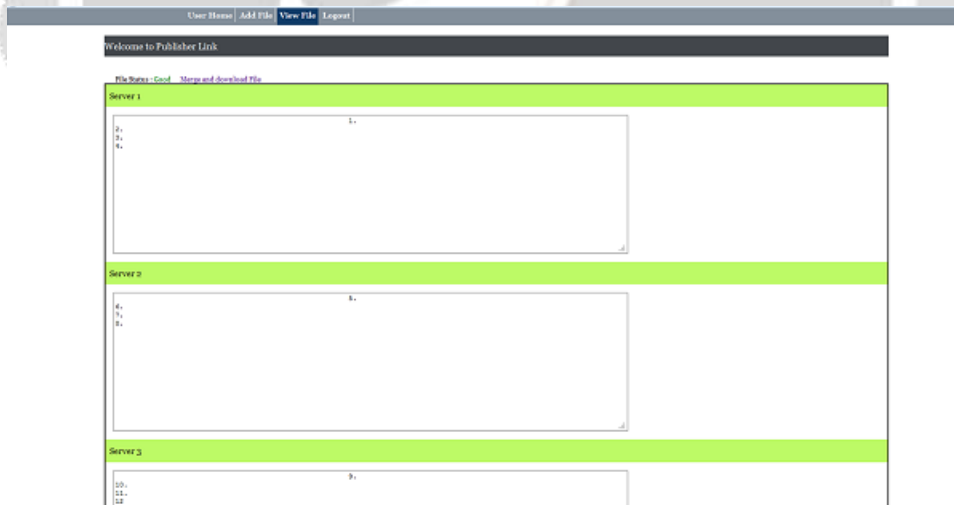 User Home Add File View File Logout
Welcome to Publisher Link
File Status : Good Merge and download File
Server 1
1.
2.
3.
4.
Server 2
5.
6.
7.
8.
Server 3
9.
10.
11.
12